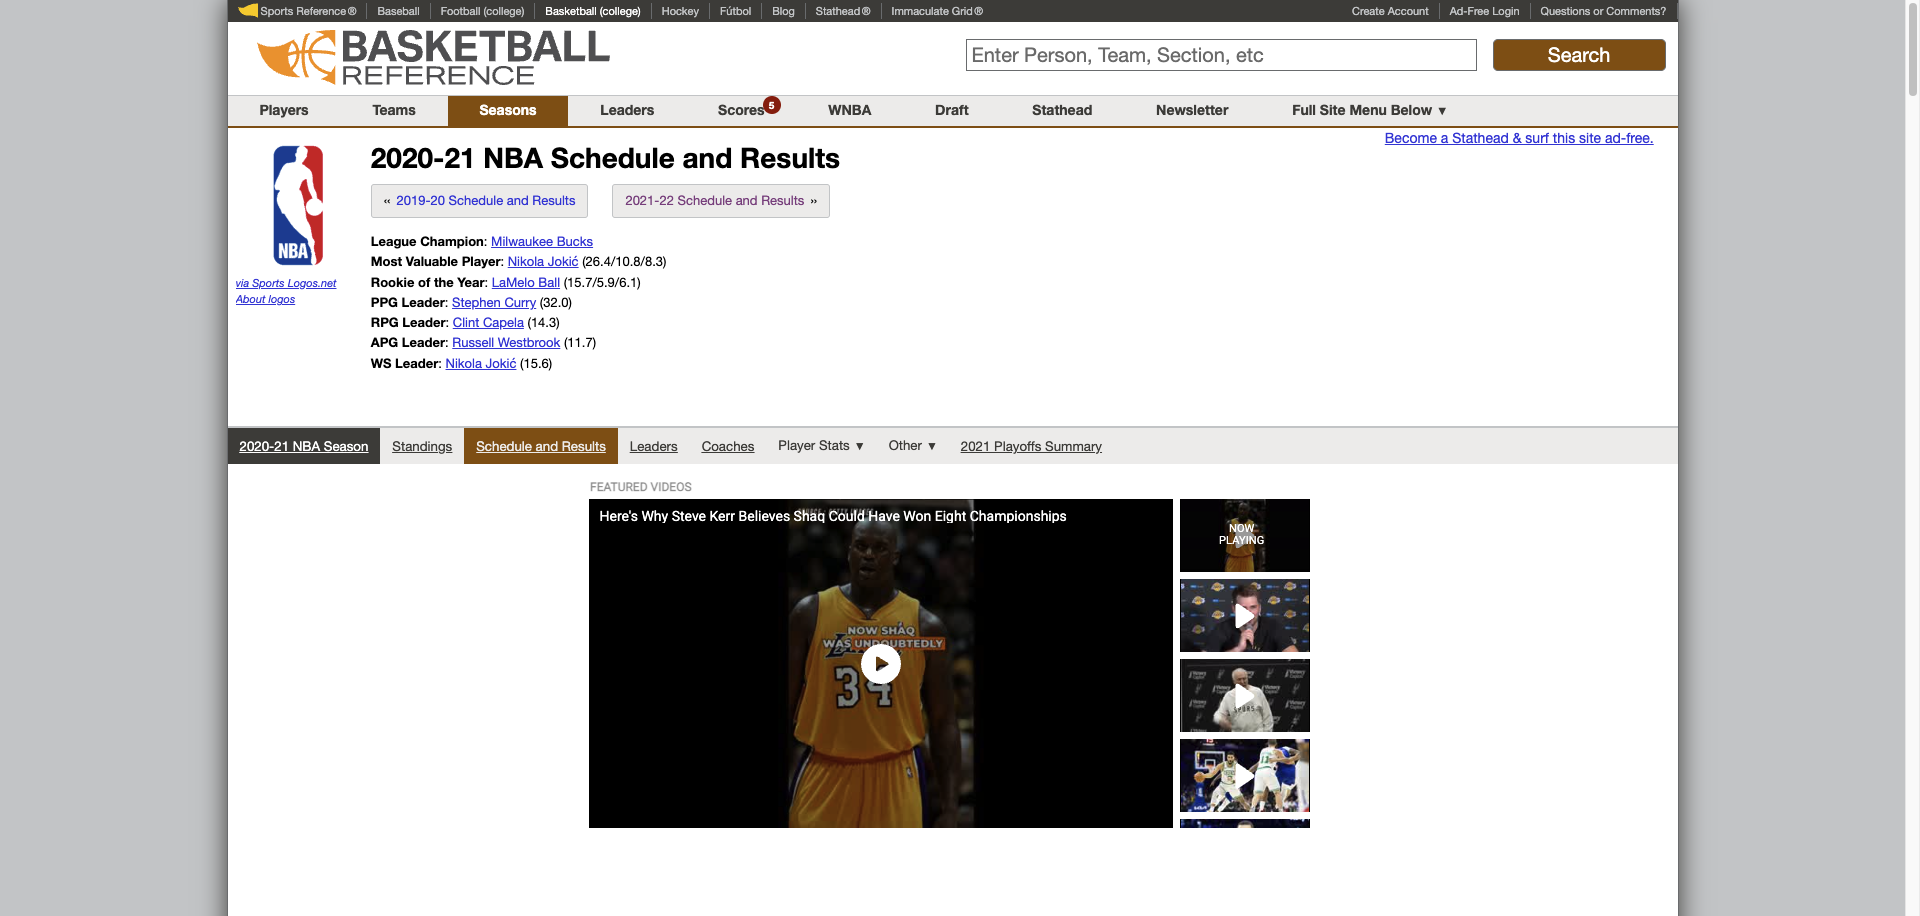 Sports Reference® Baseball Football (college) Basketball (college) Hockey Fútbol Blog Stathead® Immaculate Grid® Create Account Ad-Free Login Questions or Comments?
BASKETBALL
REFERENCE
Enter Person, Team, Section, etc Search
Players Teams Seasons Leaders Scores 5 WNBA Draft Stathead Newsletter Full Site Menu Below ▼
Become a Stathead & surf this site ad-free.
NBA
via Sports Logos.net
About logos
2020-21 NBA Schedule and Results
« 2019-20 Schedule and Results 2021-22 Schedule and Results »
League Champion: Milwaukee Bucks
Most Valuable Player: Nikola Jokić (26.4/10.8/8.3)
Rookie of the Year: LaMelo Ball (15.7/5.9/6.1)
PPG Leader: Stephen Curry (32.0)
RPG Leader: Clint Capela (14.3)
APG Leader: Russell Westbrook (11.7)
WS Leader: Nikola Jokić (15.6)
2020-21 NBA Season Standings Schedule and Results Leaders Coaches Player Stats ▼ Other ▼ 2021 Playoffs Summary
FEATURED VIDEOS
Here's Why Steve Kerr Believes Shaq Could Have Won Eight Championships
NOW SHAQ
WAS UNDOUBTEDLY
34
NOW
PLAYING
SPURS